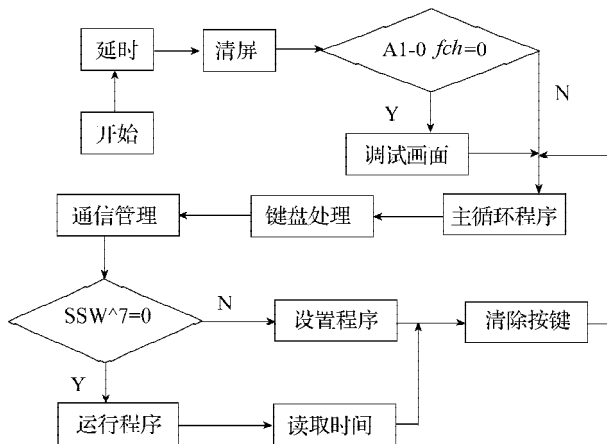 延时
清屏
A1-0 fch=0
N
开始
Y
调试画面
通信管理
键盘处理
主循环程序
SSW^7=0
N
设置程序
清除按键
Y
运行程序
读取时间